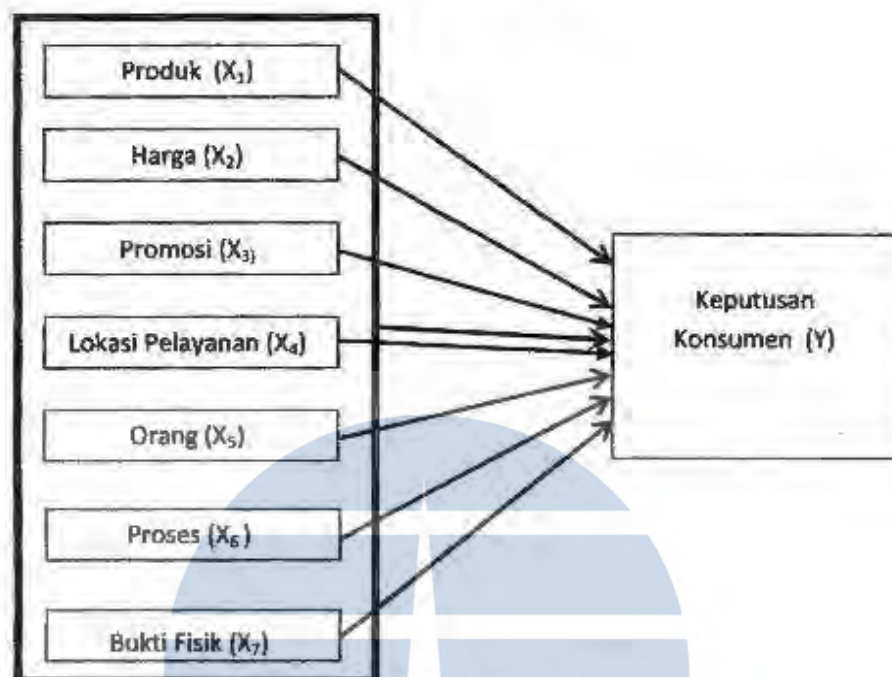 Produk (X₁)
Harga (X₂)
Promosi (X₃)
Lokasi Pelayanan (X₄)
Orang (X₅)
Proses (X₆)
Bukti Fisik (X₇)
Keputusan
Konsumen (Y)